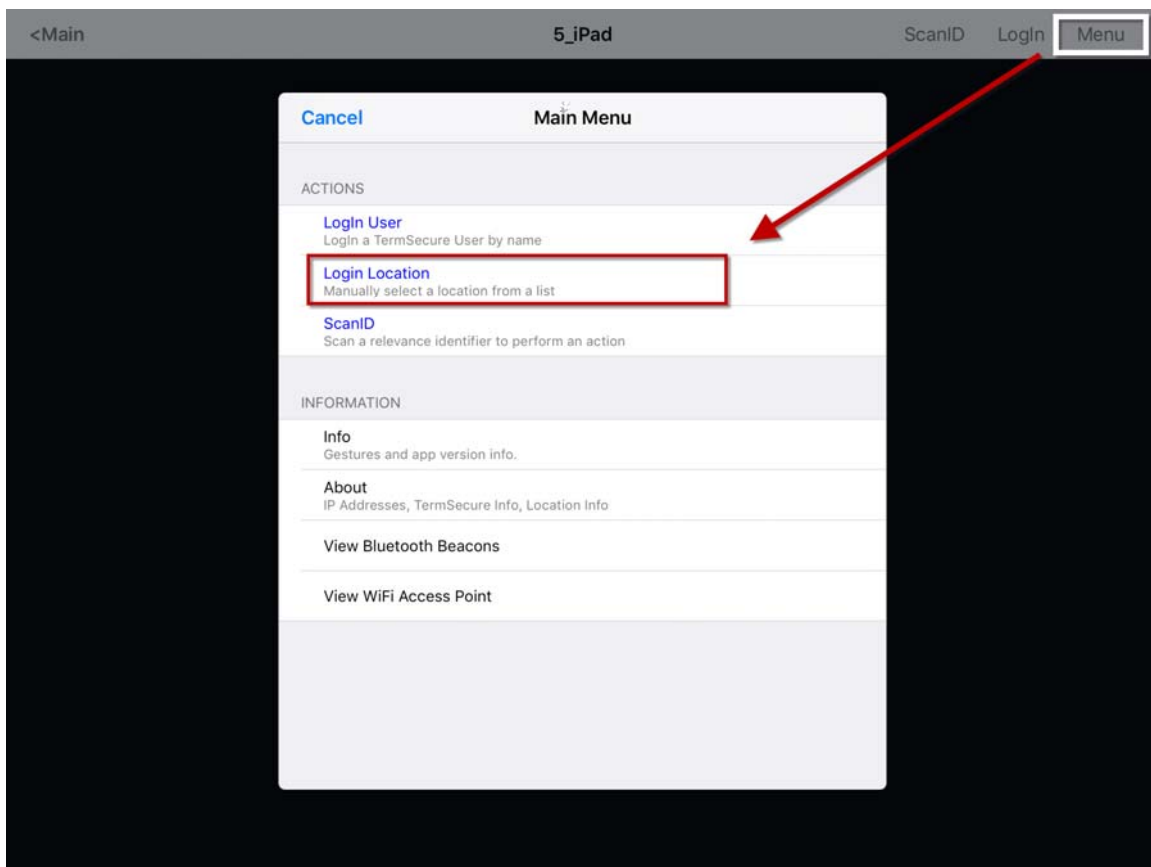 <Main 5_iPad ScanID LogIn Menu
Cancel Main Menu
ACTIONS
LogIn User
LogIn a TermSecure User by name
Login Location
Manually select a location from a list
ScanID
Scan a relevance identifier to perform an action
INFORMATION
Info
Gestures and app version info.
About
IP Addresses, TermSecure Info, Location Info
View Bluetooth Beacons
View WiFi Access Point